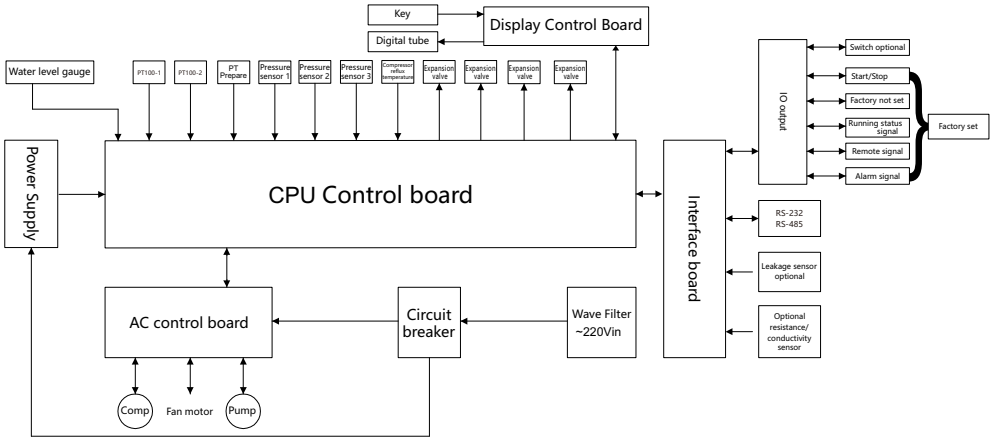 Key
Digital tube
Display Control Board
Water level gauge
PT100-1
PT100-2
PT
Prepare
Pressure
sensor 1
Pressure
sensor 2
Pressure
sensor 3
Compressor
reflux
temperature
Expansion
valve
Expansion
valve
Expansion
valve
Expansion
valve
Power Supply
CPU Control board
Interface board
IO output
Switch optional
Start/Stop
Factory not set
Running status
signal
Remote signal
Alarm signal
Factory set
RS-232
RS-485
Leakage sensor
optional
Optional
resistance/
conductivity
sensor
AC control board
Circuit
breaker
Wave Filter
~220Vin
Comp
Fan motor
Pump